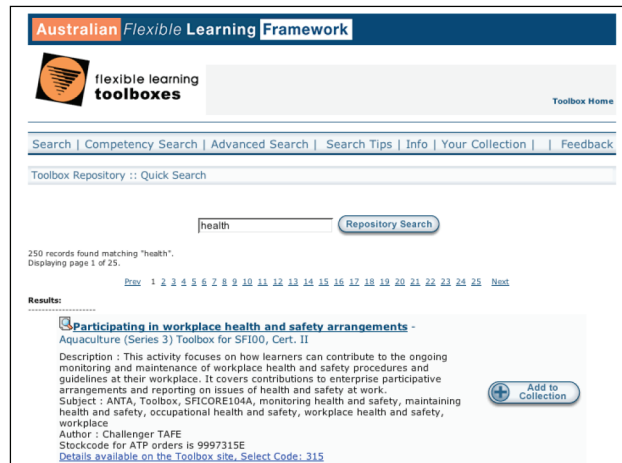 Australian Flexible Learning Framework
flexible learning
toolboxes
Toolbox Home
Search | Competency Search | Advanced Search | Search Tips | Info | Your Collection | | Feedback
Toolbox Repository :: Quick Search
health Repository Search
250 records found matching "health".
Displaying page 1 of 25.
Prev 1 2 3 4 5 6 7 8 9 10 11 12 13 14 15 16 17 18 19 20 21 22 23 24 25 Next
Results:
--------------------
Participating in workplace health and safety arrangements -
Aquaculture (Series 3) Toolbox for SFI00, Cert. II
Description : This activity focuses on how learners can contribute to the ongoing
monitoring and maintenance of workplace health and safety procedures and
guidelines at their workplace. It covers contributions to enterprise participative
arrangements and reporting on issues of health and safety at work.
Subject : ANTA, Toolbox, SFICORE104A, monitoring health and safety, maintaining
health and safety, occupational health and safety, workplace health and safety,
workplace
Author : Challenger TAFE
Stockcode for ATP orders is 9997315E
Details available on the Toolbox site, Select Code: 315
Add to
Collection